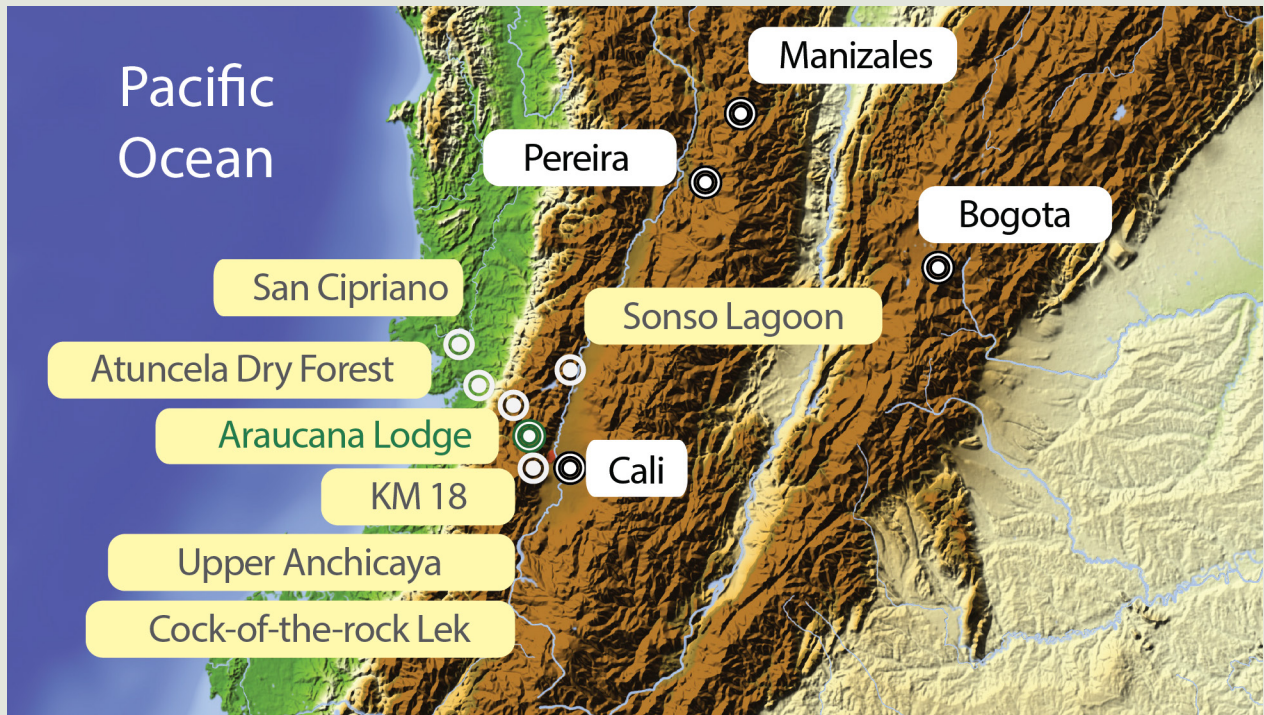 Pacific
Ocean
Manizales
Pereira
Bogota
San Cipriano
Sonso Lagoon
Atuncela Dry Forest
Araucana Lodge
KM 18
Cali
Upper Anchicaya
Cock-of-the-rock Lek